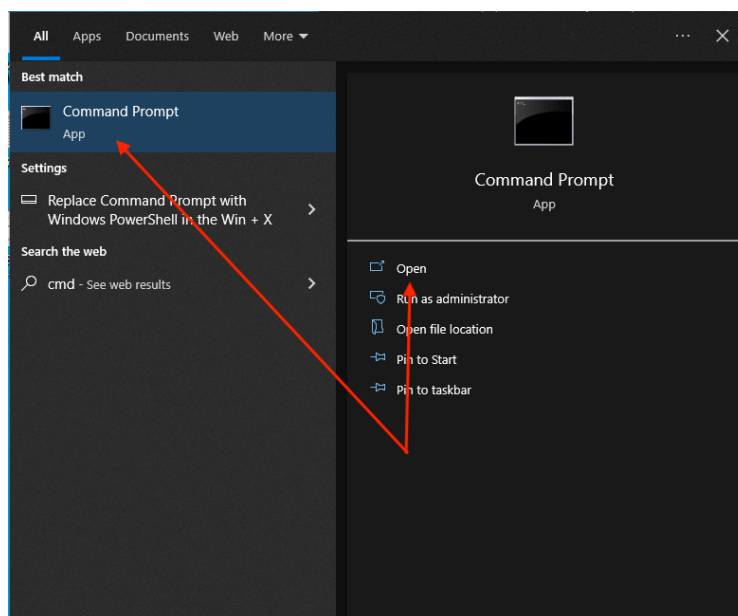 All Apps Documents Web More
Best match
Command Prompt
App
Settings
Replace Command Prompt with
Windows PowerShell in the Win + X
Search the web
cmd - See web results
Command Prompt
App
Open
Run as administrator
Open file location
Pin to Start
Pin to taskbar